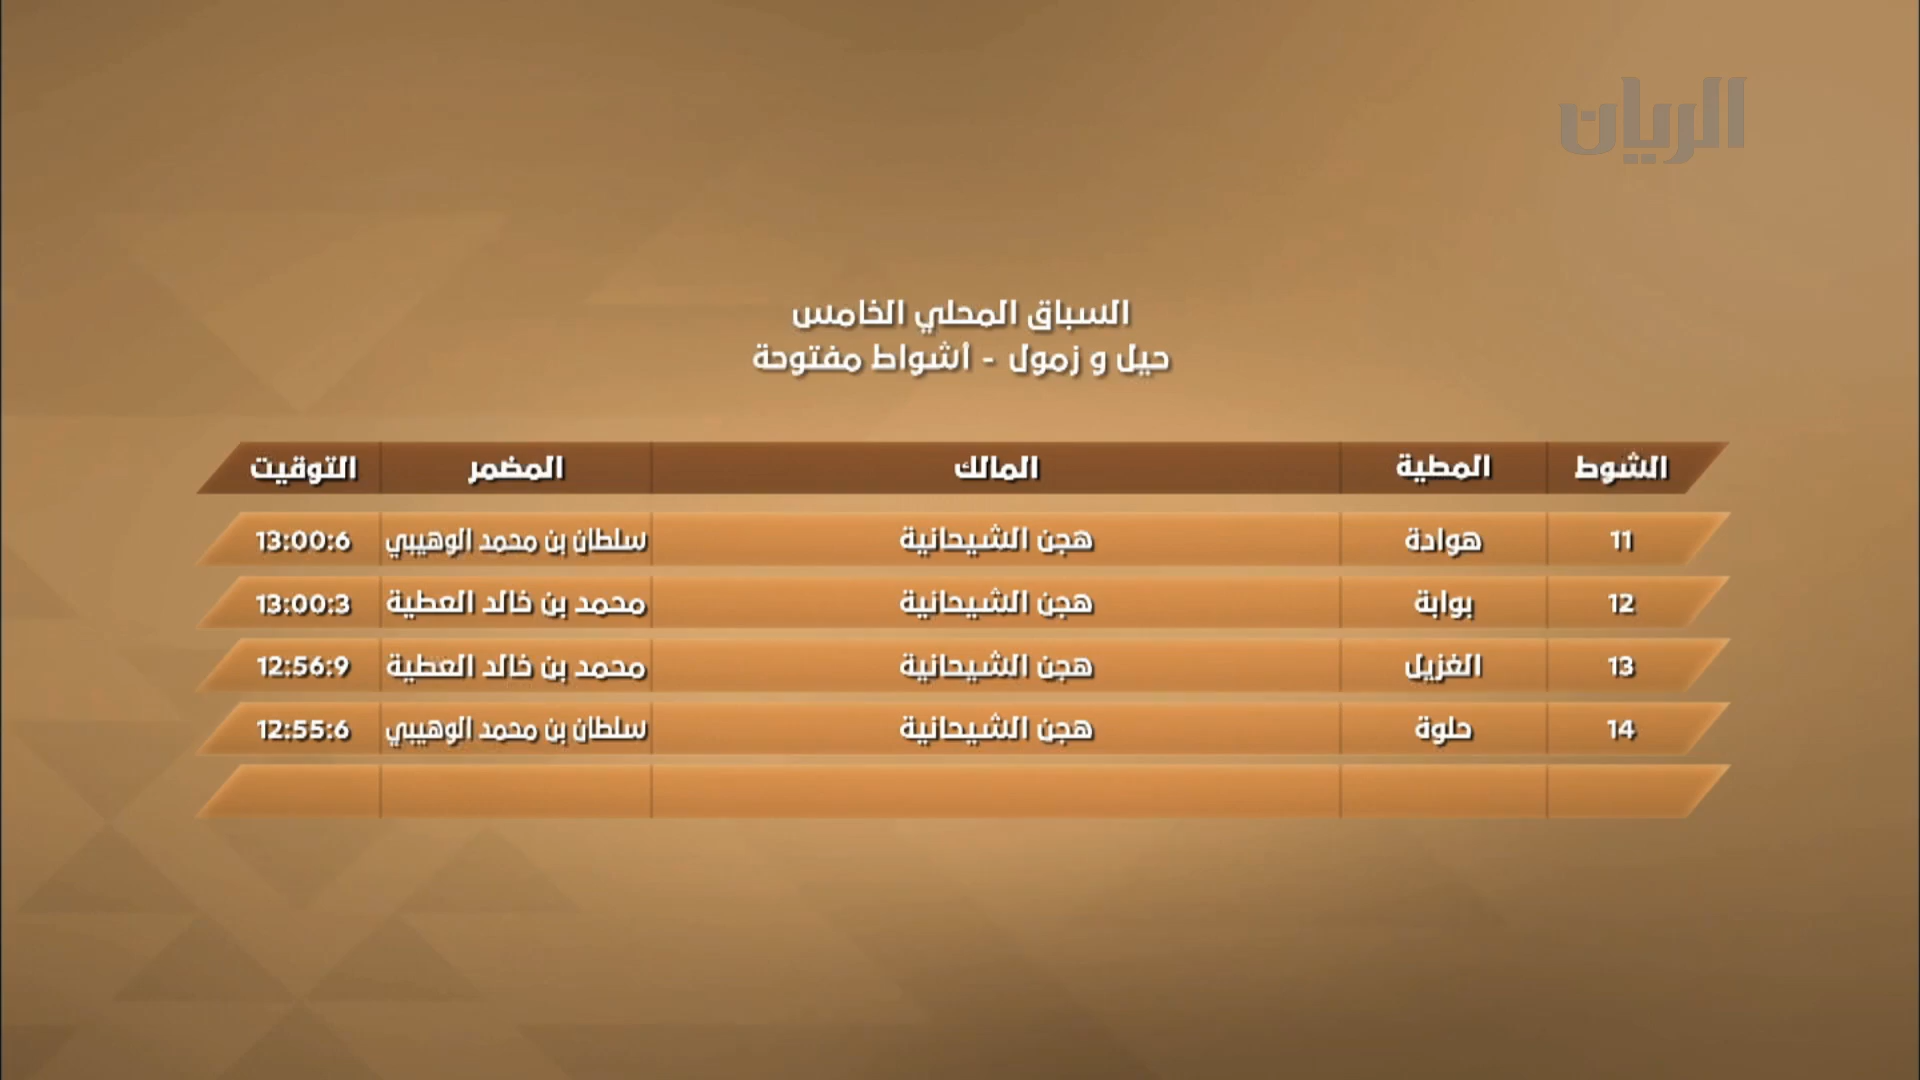 الريان
السباق المحلي الخامس
حيل و زمول - أشواط مفتوحة
الشوط المطية المالك المضمر التوقيت
11 هوادة هجن الشيحانية سلطان بن محمد الوهيبي 13:00:6
12 بوابة هجن الشيحانية محمد بن خالد العطية 13:00:3
13 الغزيل هجن الشيحانية محمد بن خالد العطية 12:56:9
14 حلوة هجن الشيحانية سلطان بن محمد الوهيبي 12:55:6